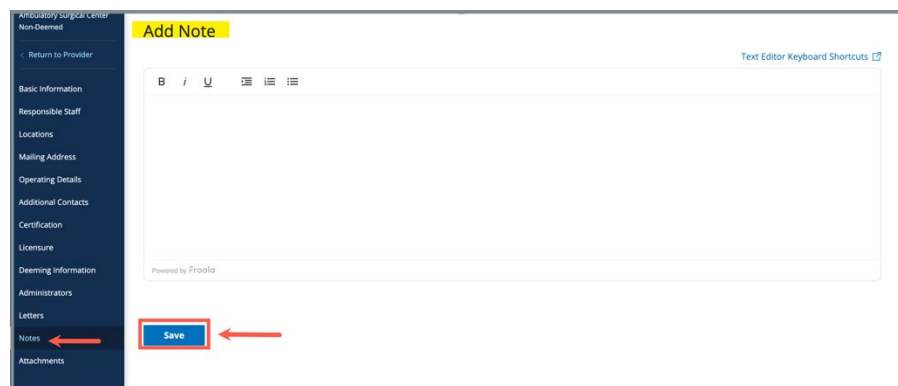 Ambulatory Surgical Center
Non-Deemed
< Return to Provider
Basic Information
Responsible Staff
Locations
Mailing Address
Operating Details
Additional Contacts
Certification
Licensure
Deeming Information
Administrators
Letters
Notes
Attachments
Add Note
Text Editor Keyboard Shortcuts
B i U
Powered by Froala
Save